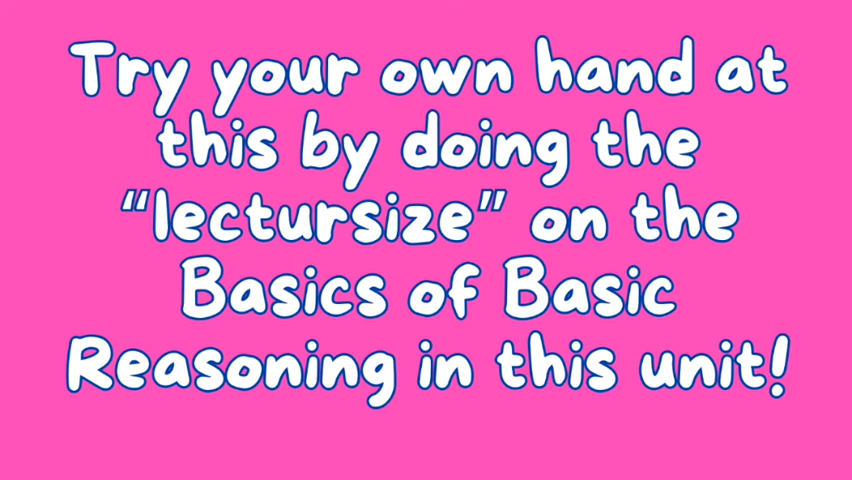 Try your own hand at
this by doing the
“lectursize” on the
Basics of Basic
Reasoning in this unit!